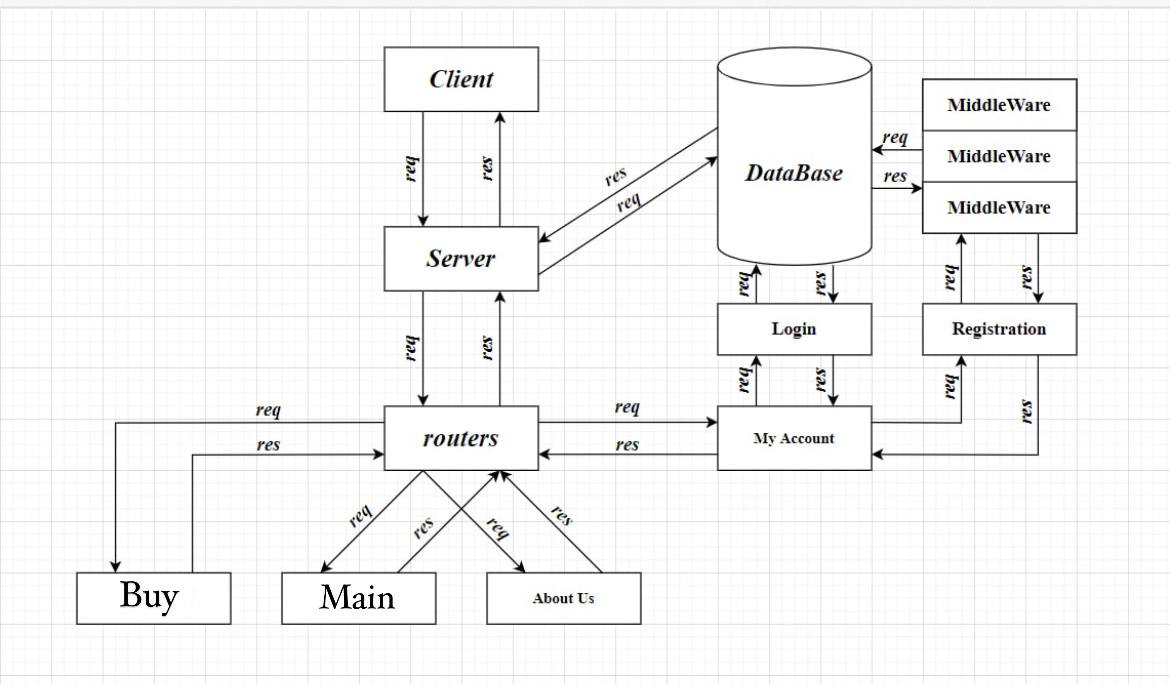 Client
MiddleWare
req
MiddleWare
req
res
res
DataBase
res
MiddleWare
req
Server
req
res
req
res
Login
Registration
req
res
req
res
req
res
req
req
routers
My Account
res
res
req
res
req
res
Buy
Main
About Us